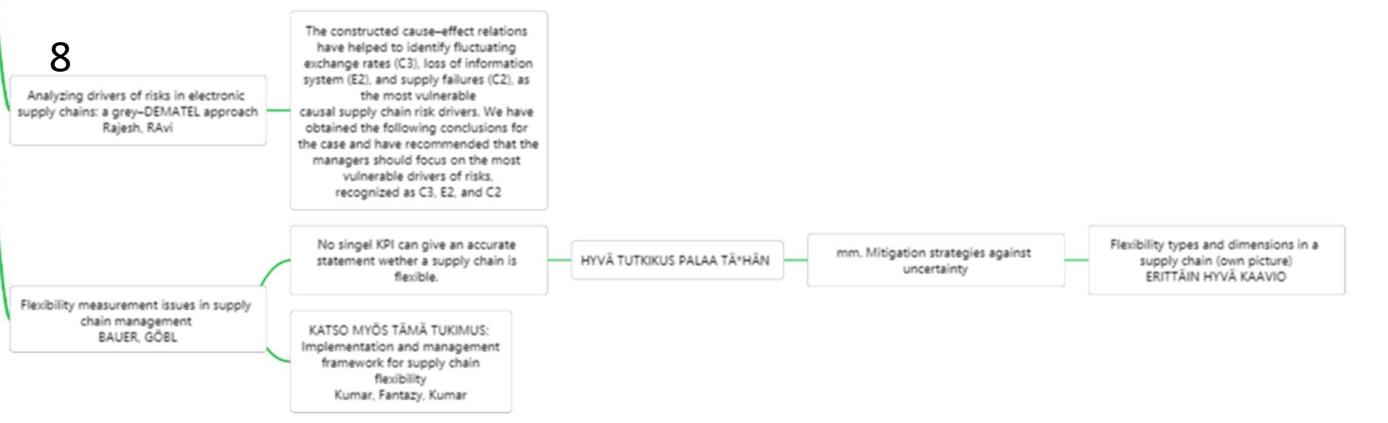 8
Analyzing drivers of risks in electronic
supply chains: a grey–DEMATEL approach
Rajesh, RAvi
The constructed cause–effect relations
have helped to identify fluctuating
exchange rates (C3), loss of information
system (E2), and supply failures (C2), as
the most vulnerable
causal supply chain risk drivers. We have
obtained the following conclusions for
the case and have recommended that the
managers should focus on the most
vulnerable drivers of risks,
recognized as C3, E2, and C2
Flexibility measurement issues in supply
chain management
BAUER, GÖBL
No singel KPI can give an accurate
statement wether a supply chain is
flexible.
HYVÄ TUTKIKUS PALAA TÄ*HÄN
mm. Mitigation strategies against
uncertainty
Flexibility types and dimensions in a
supply chain (own picture)
ERITTÄIN HYVÄ KAAVIO
KATSO MYÖS TÄMÄ TUKIMUS:
Implementation and management
framework for supply chain
flexibility
Kumar, Fantazy, Kumar